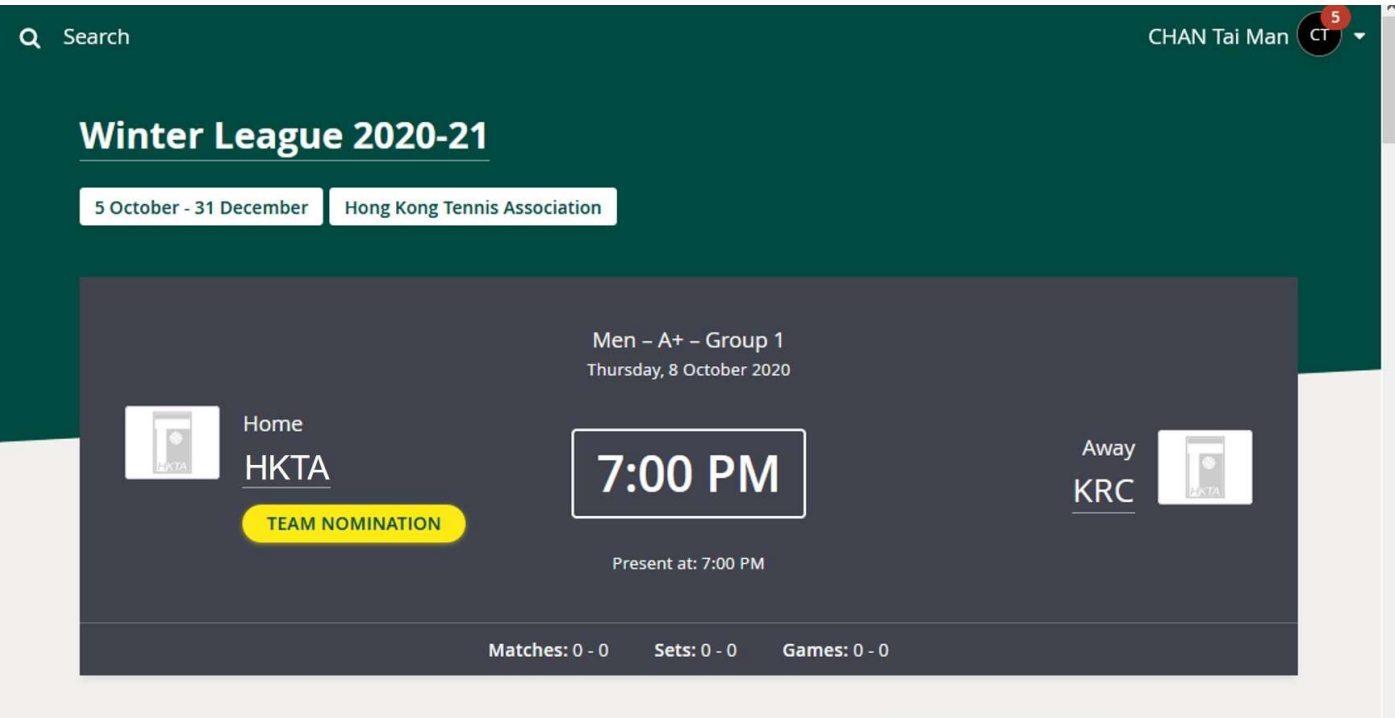 Search
CHAN Tai Man
CT
5
Winter League 2020-21
5 October - 31 December
Hong Kong Tennis Association
Men – A+ – Group 1
Thursday, 8 October 2020
HKTA
Home
HKTA
TEAM NOMINATION
7:00 PM
Present at: 7:00 PM
Away
KRC
HKTA
Matches: 0 - 0 Sets: 0 - 0 Games: 0 - 0